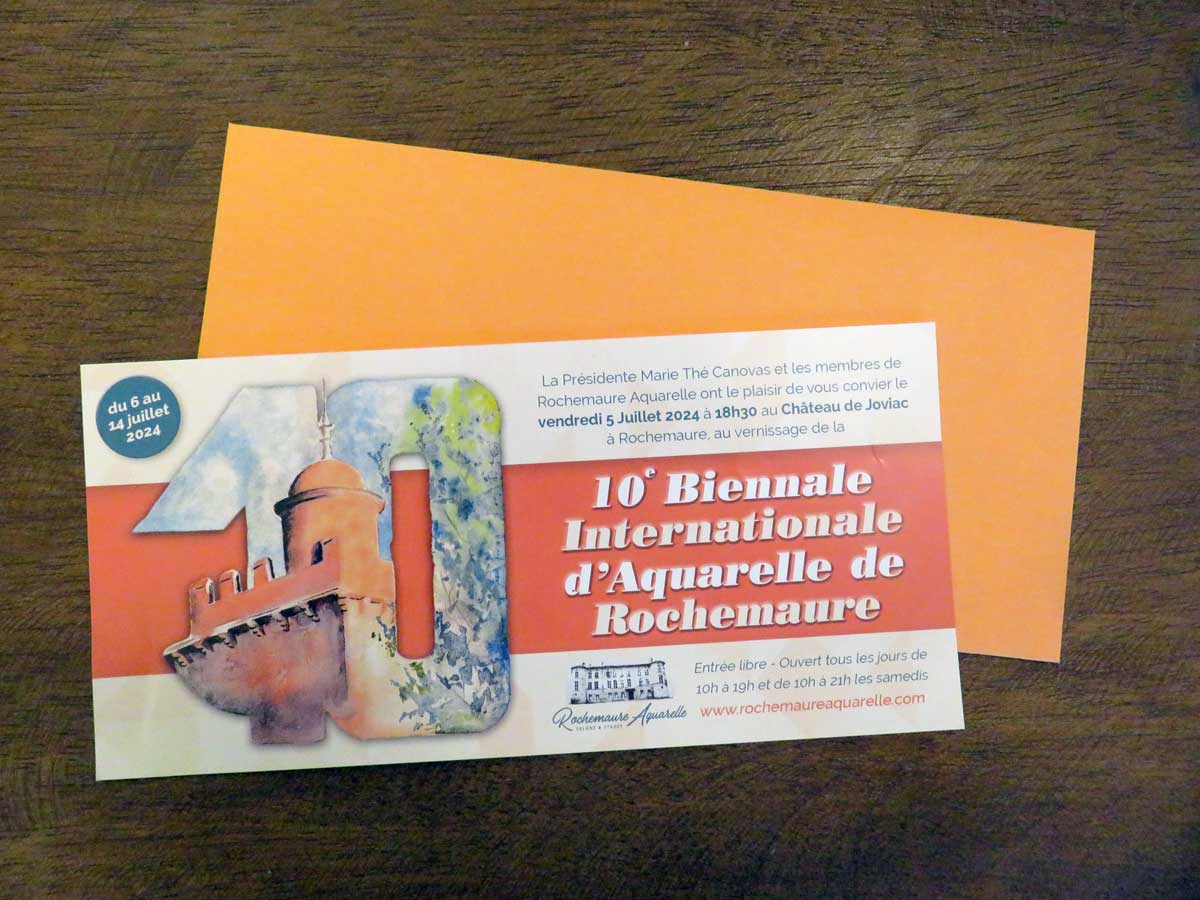 du 6 au
14 juillet
2024
10
La Présidente Marie Thé Canovas et les membres de
Rochemaure Aquarelle ont le plaisir de vous convier le
vendredi 5 Juillet 2024 à 18h30 au Château de Joviac
à Rochemaure, au vernissage de la
10e Biennale
Internationale
d'Aquarelle de
Rochemaure
Rochemaure Aquarelle
SALONS & STAGES
Entrée libre - Ouvert tous les jours de
10h à 19h et de 10h à 21h les samedis
www.rochemaureaquarelle.com